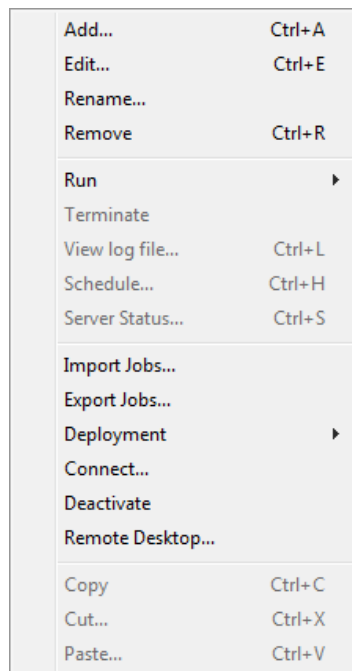 Add... Ctrl+A
Edit... Ctrl+E
Rename...
Remove Ctrl+R
Run
Terminate
View log file... Ctrl+L
Schedule... Ctrl+H
Server Status... Ctrl+S
Import Jobs...
Export Jobs...
Deployment
Connect...
Deactivate
Remote Desktop...
Copy Ctrl+C
Cut... Ctrl+X
Paste... Ctrl+V